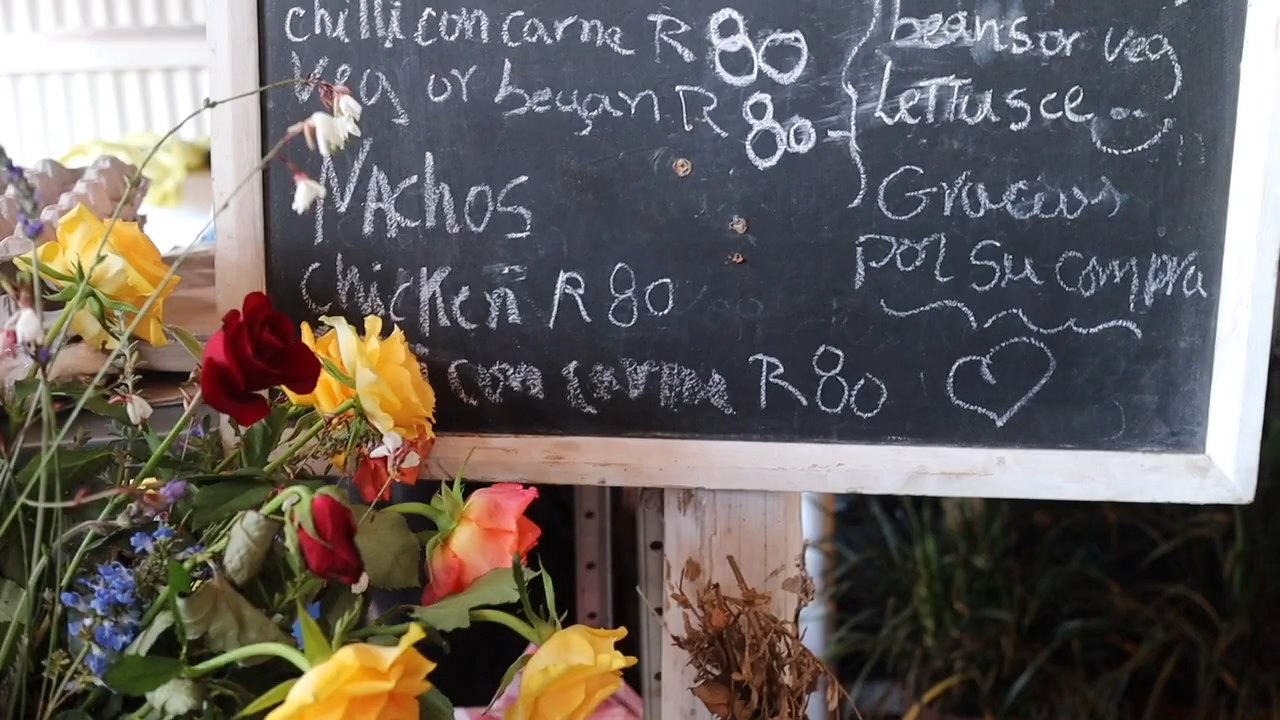 chilli con carne R80
veg or began R80
NAChos
chicken R80
con carne R80
beans or veg
LeTTusce
Gracias
por su compra